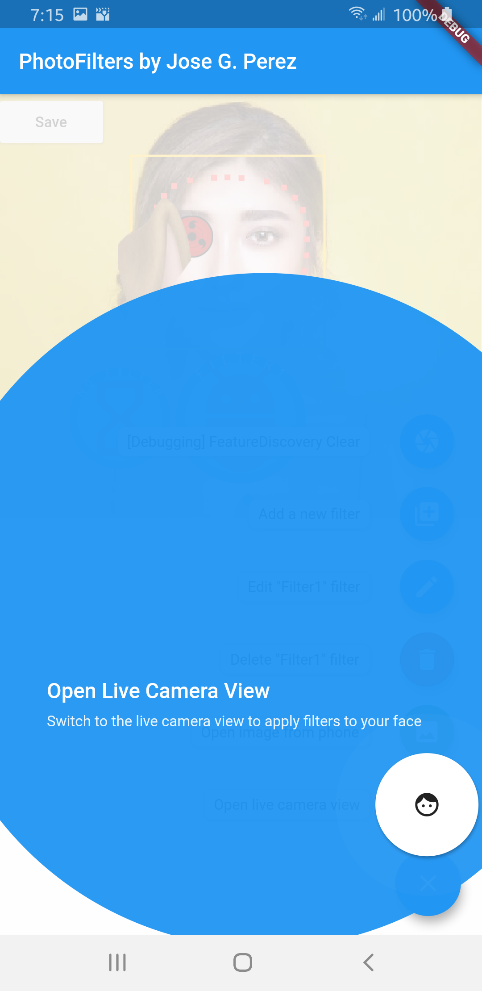 7:15
100%
DEBUG
PhotoFilters by Jose G. Perez
Save
[Debugging] FeatureDiscovery Clear
Add a new filter
Edit "Filter1" filter
Delete "Filter1" filter
Open Live Camera View
Switch to the live camera view to apply filters to your face
Open image from phone
Open live camera view